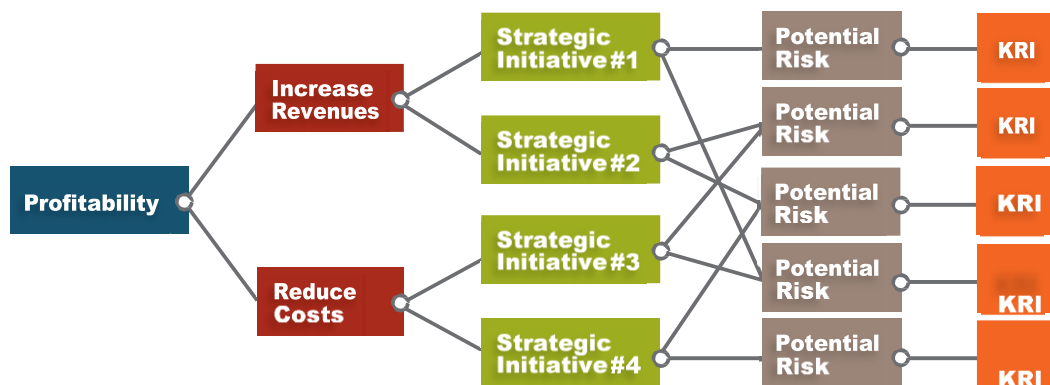 Profitability
Increase
Revenues
Reduce
Costs
Strategic
Initiative #1
Strategic
Initiative #2
Strategic
Initiative #3
Strategic
Initiative #4
Potential
Risk
Potential
Risk
Potential
Risk
Potential
Risk
Potential
Risk
KRI
KRI
KRI
KRI
KRI